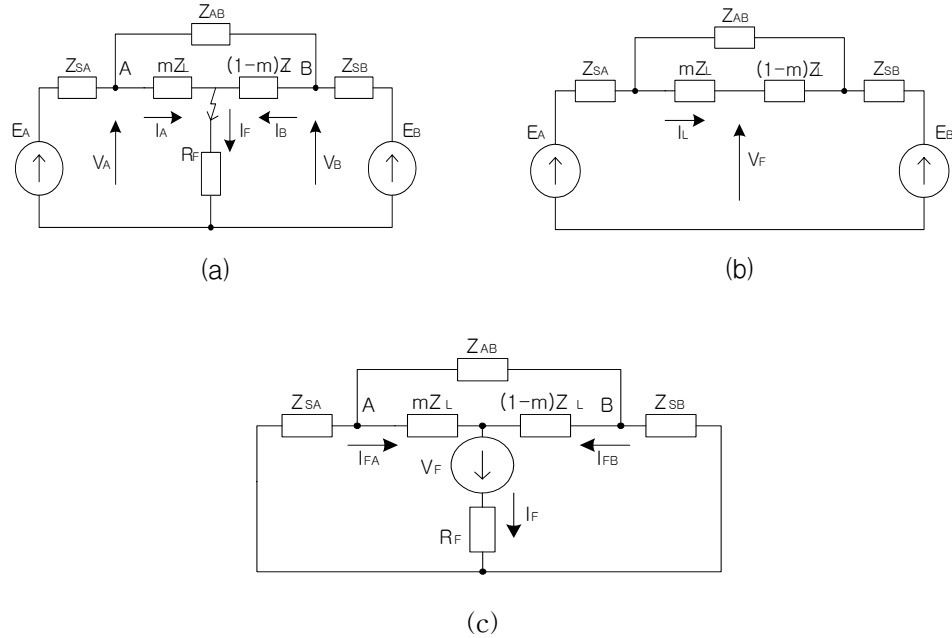 ZAB
ZAB
ZSA A mZL (1-m)Z B ZSB
ZSA mZL (1-m)Z ZSB
EA IA IF IB EB
VA RF VB
EA IL EB
VF
(a)
(b)
ZAB
ZSA A mZ L (1-m)Z L B ZSB
IFA VF IFB
RF IF
(c)